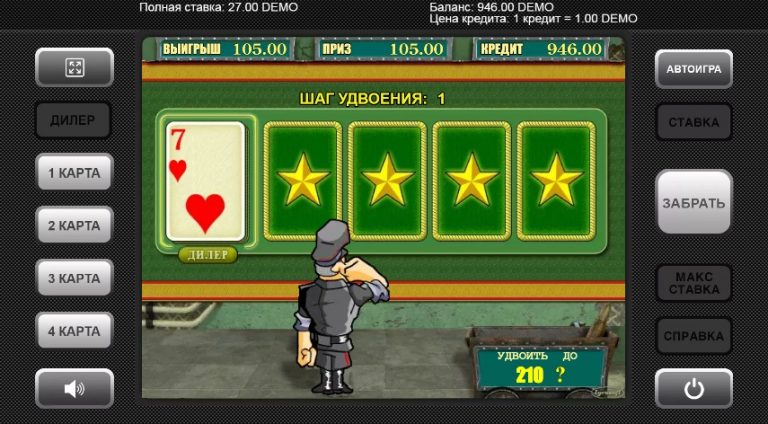 Полная ставка: 27.00 DEMO
Баланс: 946.00 DEMO
Цена кредита: 1 кредит = 1.00 DEMO
ВЫИГРЫШ 105.00
ПРИЗ 105.00
КРЕДИТ 946.00
АВТОИГРА
ШАГ УДВОЕНИЯ: 1
ДИЛЕР
СТАВКА
7
1 КАРТА
2 КАРТА
ЗАБРАТЬ
ДИЛЕР
3 КАРТА
МАКС
СТАВКА
4 КАРТА
СПРАВКА
УДВОИТЬ ДО
210 ?